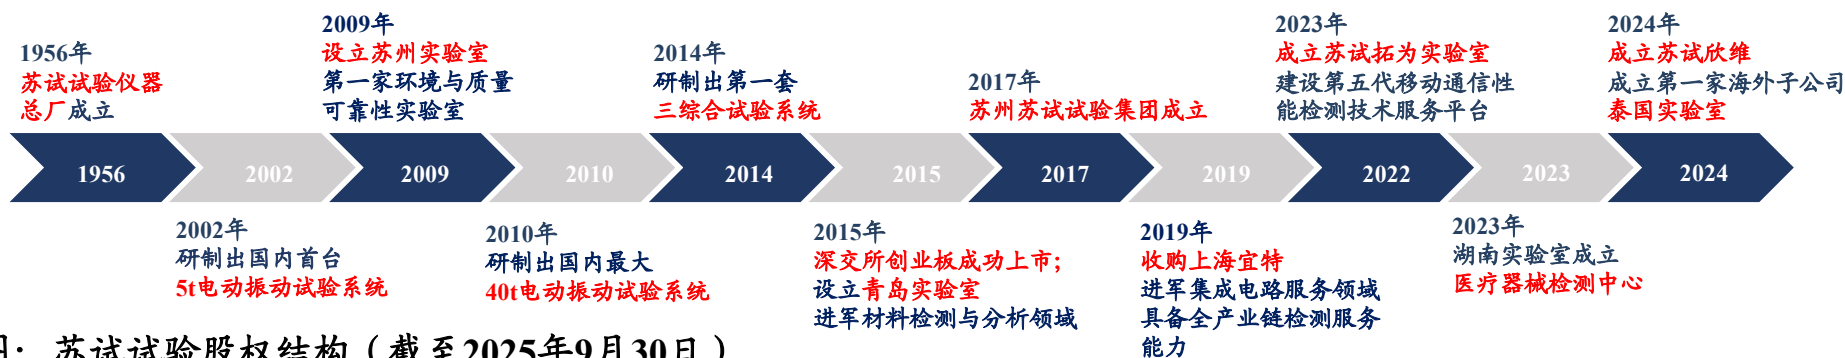 1956年
苏试试验仪器
总厂成立
2009年
设立苏州实验室
第一家环境与质量
可靠性实验室
2014年
研制出第一套
三综合试验系统
2017年
苏州苏试试验集团成立
2023年
成立苏试拓为实验室
建设第五代移动通信性
能检测技术服务平台
2024年
成立苏试欣维
成立第一家海外子公司
泰国实验室
1956
2002
2009
2010
2014
2015
2017
2019
2022
2023
2024
2002年
研制出国内首台
5t电动振动试验系统
2010年
研制出国内最大
40t电动振动试验系统
2015年
深交所创业板成功上市;
设立青岛实验室
进军材料检测与分析领域
2019年
收购上海宜特
进军集成电路服务领域
具备全产业链检测服务
能力
2023年
湖南实验室成立
医疗器械检测中心
: 苏试试验股权结构（截至2025年9月30日）